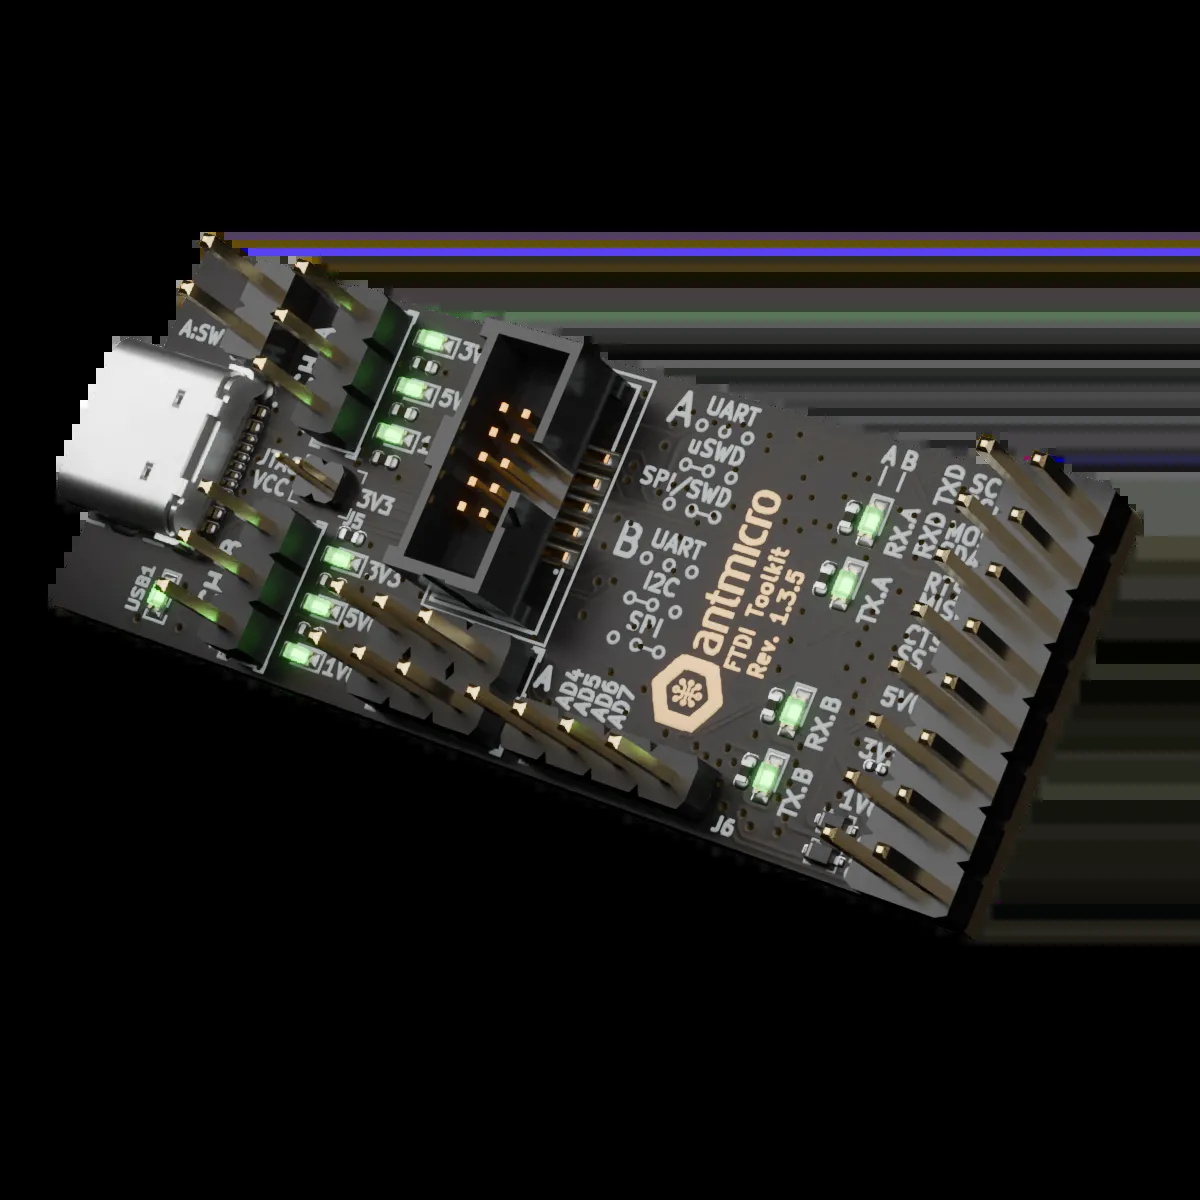 A:SW
3V
5V
VCC
3V3
J5
3V3
5V
1V
USB1
A UART
uSWD
SPI/SWD
B UART
I2C
SPI
antmicro
FTDI Toolkit
Rev. 1.3.5
A
AD4
AD5
AD6
AD7
J6
A B
RX.A
TX.A
RX.B
TX.B
TXD
RXD
SC
MO
5V
3V
1V